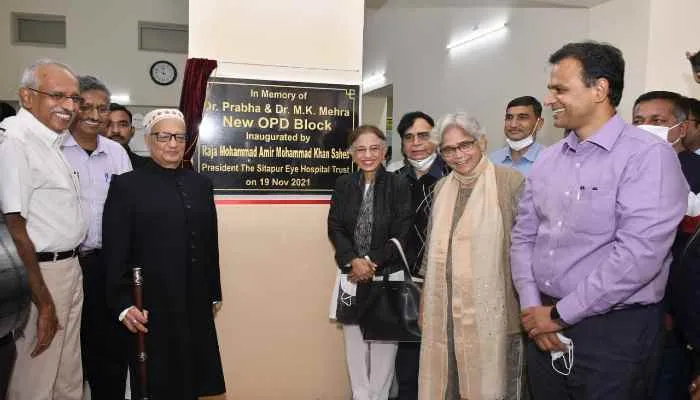 In Memory of
Dr. Prabha & Dr. M.K. Mehra
New OPD Block
Inaugurated by
Raja Mohammad Amir Mohammad Khan Saheb
President The Sitapur Eye Hospital Trust
on 19 Nov 2021